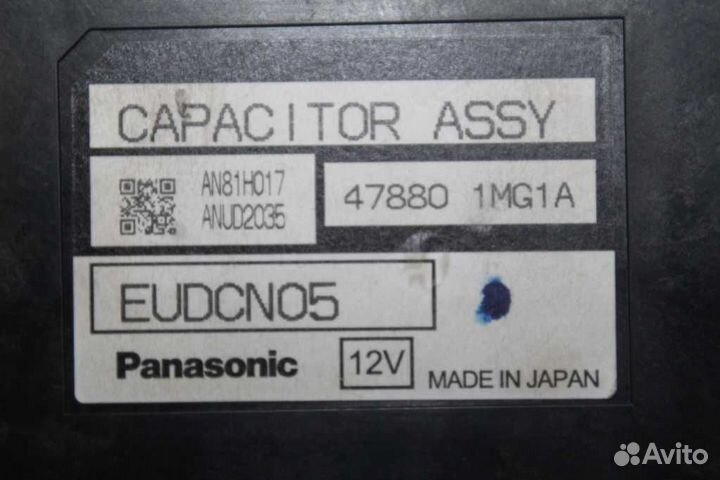 CAPACITOR ASSY
AN81H017
ANUD2035
47880 1MG1A
EUDCN05
Panasonic
12V
MADE IN JAPAN
Avito